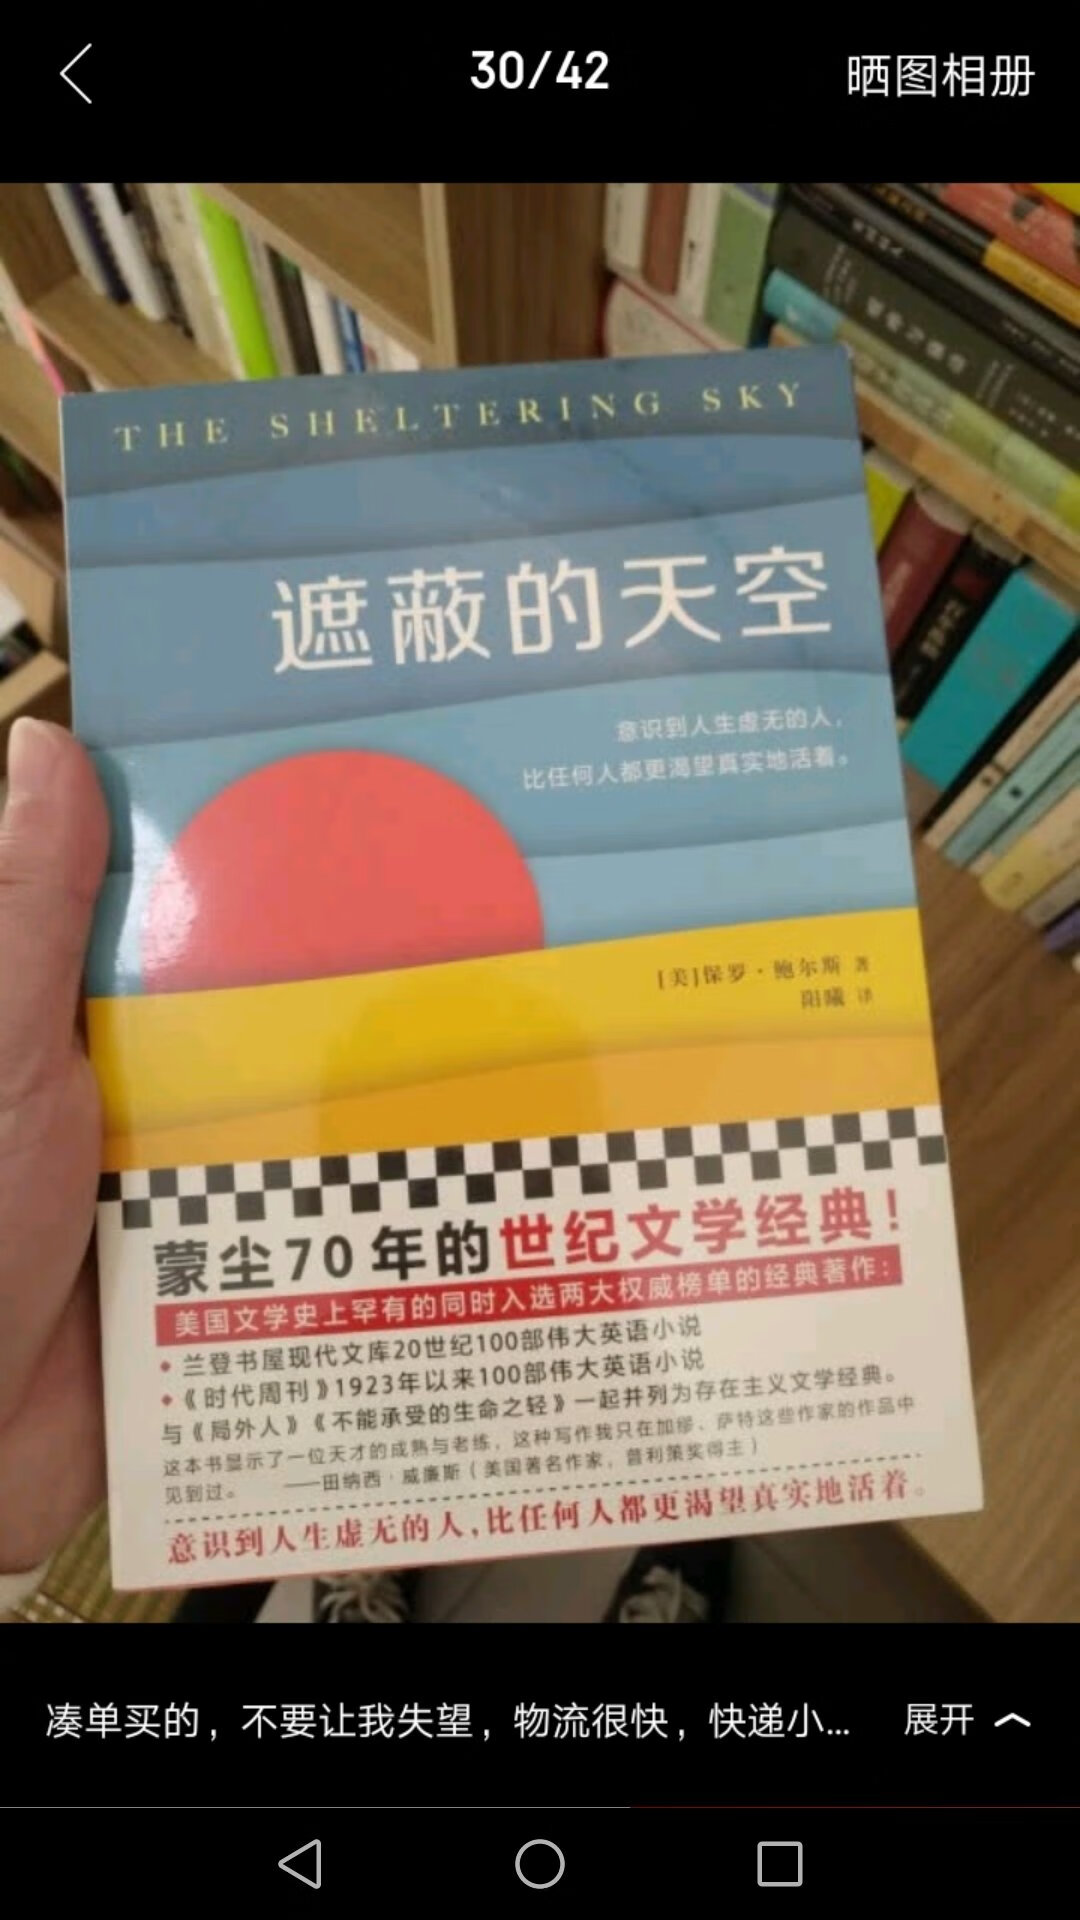 30/42
晒图相册
THE SHELTERING SKY
遮蔽的天空
意识到人生虚无的人，
比任何人都更渴望真实地活着。
[美]保罗·鲍尔斯 著
阳曦 译
蒙尘70年的世纪文学经典！
美国文学史上罕有的同时入选两大权威榜单的经典著作：
• 兰登书屋现代文库20世纪100部伟大英语小说
• 《时代周刊》1923年以来100部伟大英语小说
与《局外人》《不能承受的生命之轻》一起并列为存在主义文学经典。
这本书显示了一位天才的成熟与老练，这种写作我只在加缪、萨特这些作家的作品中
见到过。 ——田纳西·威廉斯（美国著名作家，普利策奖得主）
意识到人生虚无的人，比任何人都更渴望真实地活着。
凑单买的，不要让我失望，物流很快，快递小...
展开